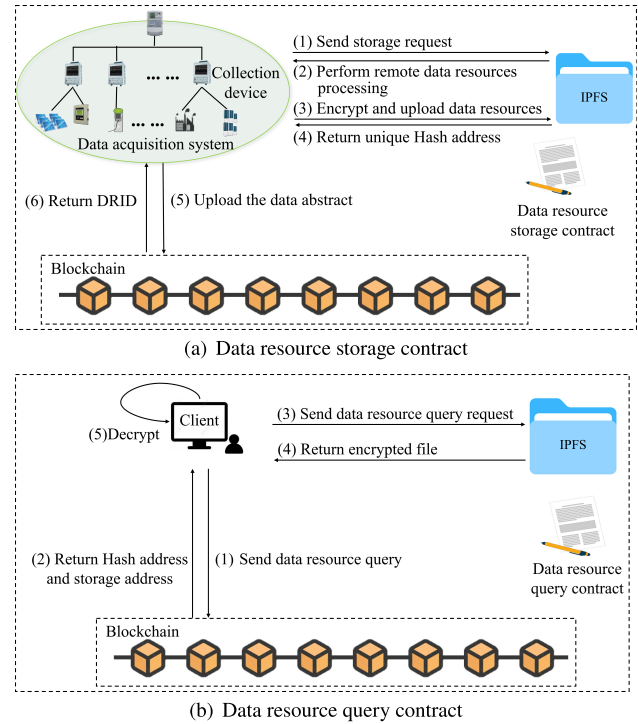 (1) Send storage request
(2) Perform remote data resources
processing
Collection
device
(3) Encrypt and upload data resources
IPFS
Data acquisition system
(4) Return unique Hash address
(6) Return DRID
(5) Upload the data abstract
Data resource
storage contract
Blockchain
(a) Data resource storage contract
Client
(5)Decrypt
(3) Send data resource query request
(4) Return encrypted file
IPFS
(2) Return Hash address
and storage address
(1) Send data resource query
Data resource
query contract
Blockchain
(b) Data resource query contract